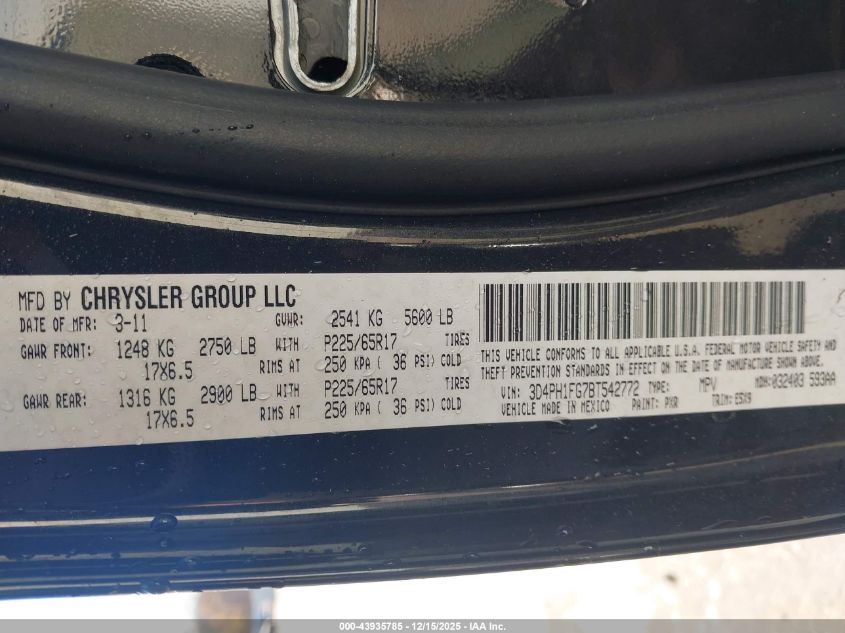 MFD BY CHRYSLER GROUP LLC
DATE OF MFR: 3-11 GVWR: 2541 KG 5600 LB
GAWR FRONT: 1248 KG 2750 LB WITH P225/65R17 TIRES
17X6.5 RIMS AT 250 KPA ( 36 PSI) COLD
GAWR REAR: 1316 KG 2900 LB WITH P225/65R17 TIRES
17X6.5 RIMS AT 250 KPA ( 36 PSI) COLD
THIS VEHICLE CONFORMS TO ALL APPLICABLE U.S.A. FEDERAL MOTOR VEHICLE SAFETY AND
THEFT PREVENTION STANDARDS IN EFFECT ON THE DATE OF MANUFACTURE SHOWN ABOVE.
VIN: 3D4PH1FG7BT542772 TYPE: MPV MDH: 032403 593AA
VEHICLE MADE IN MEXICO PAINT: PXR TRIM: E5X9
000-43935785 - 12/15/2025 - IAA Inc.